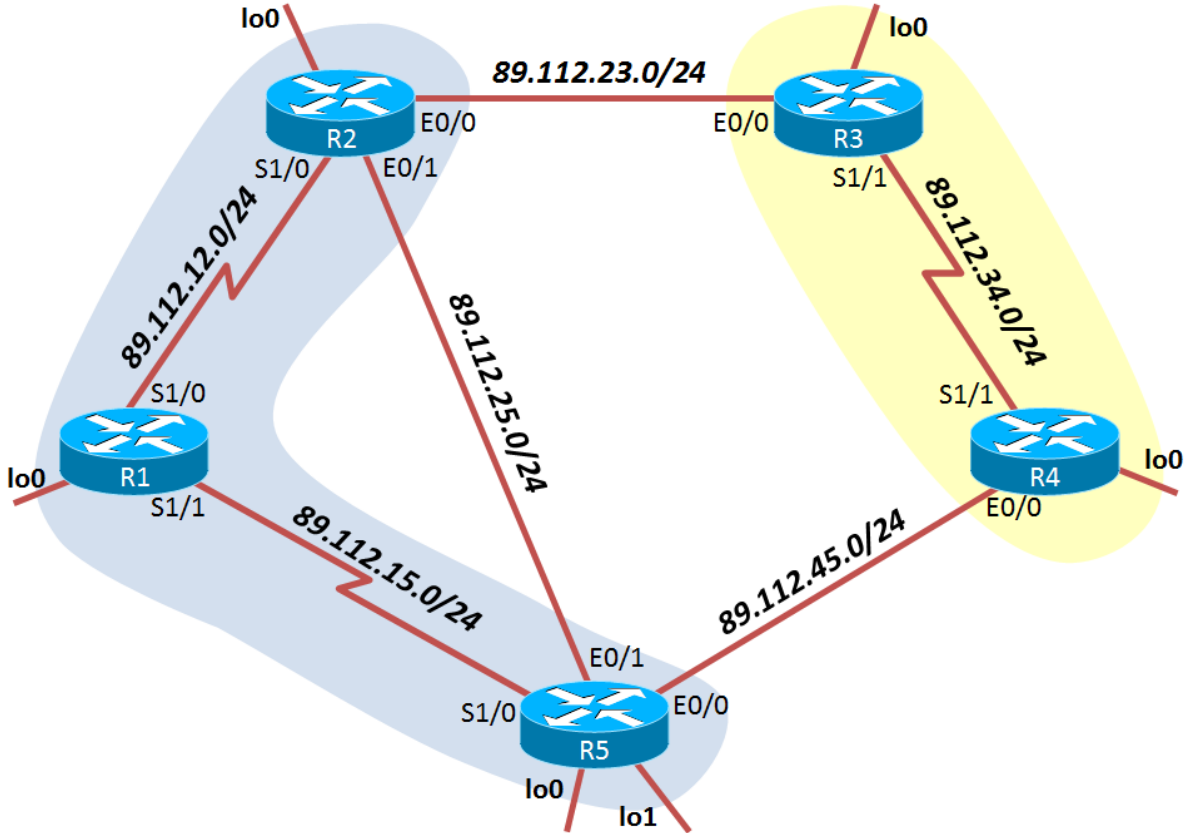 lo0
lo0
89.112.23.0/24
R2
E0/0
E0/0
R3
S1/0
E0/1
S1/1
89.112.12.0/24
89.112.34.0/24
89.112.25.0/24
S1/0
S1/1
R1
lo0
S1/1
R4
lo0
E0/0
89.112.15.0/24
89.112.45.0/24
E0/1
S1/0
E0/0
R5
lo0
lo1